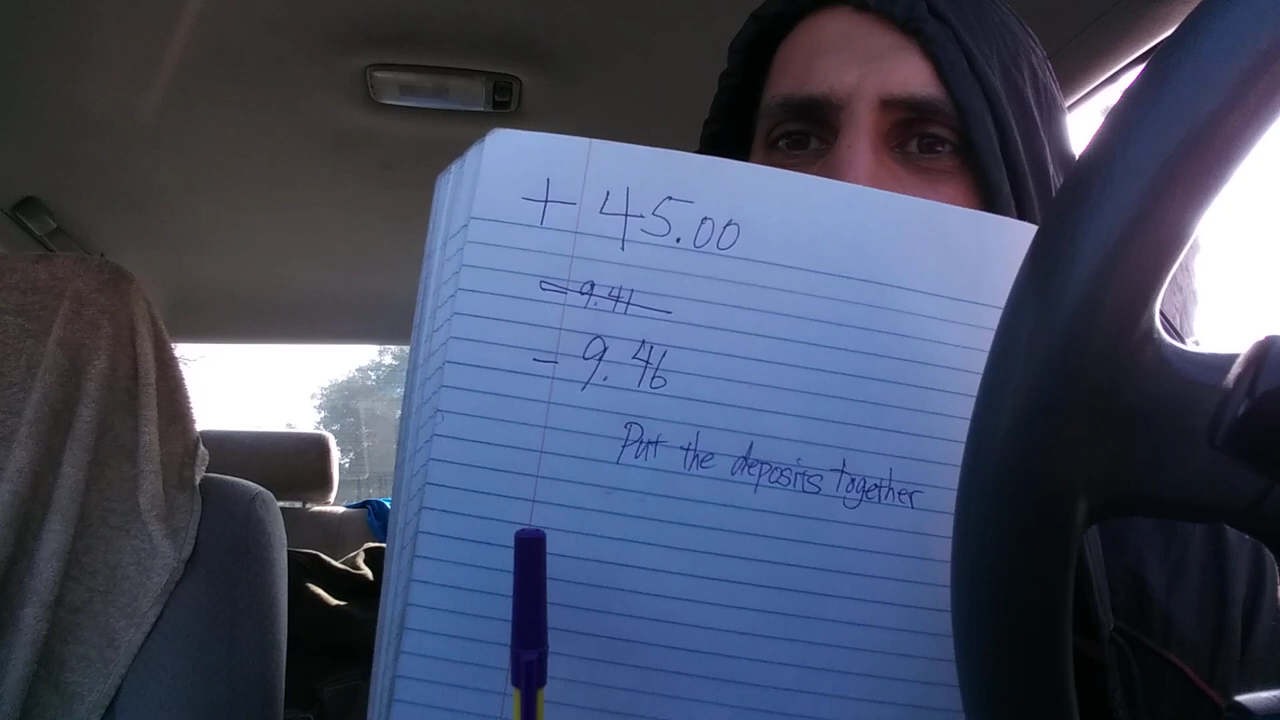 + 45.00
- 9.41
- 9.46
Put the deposits together